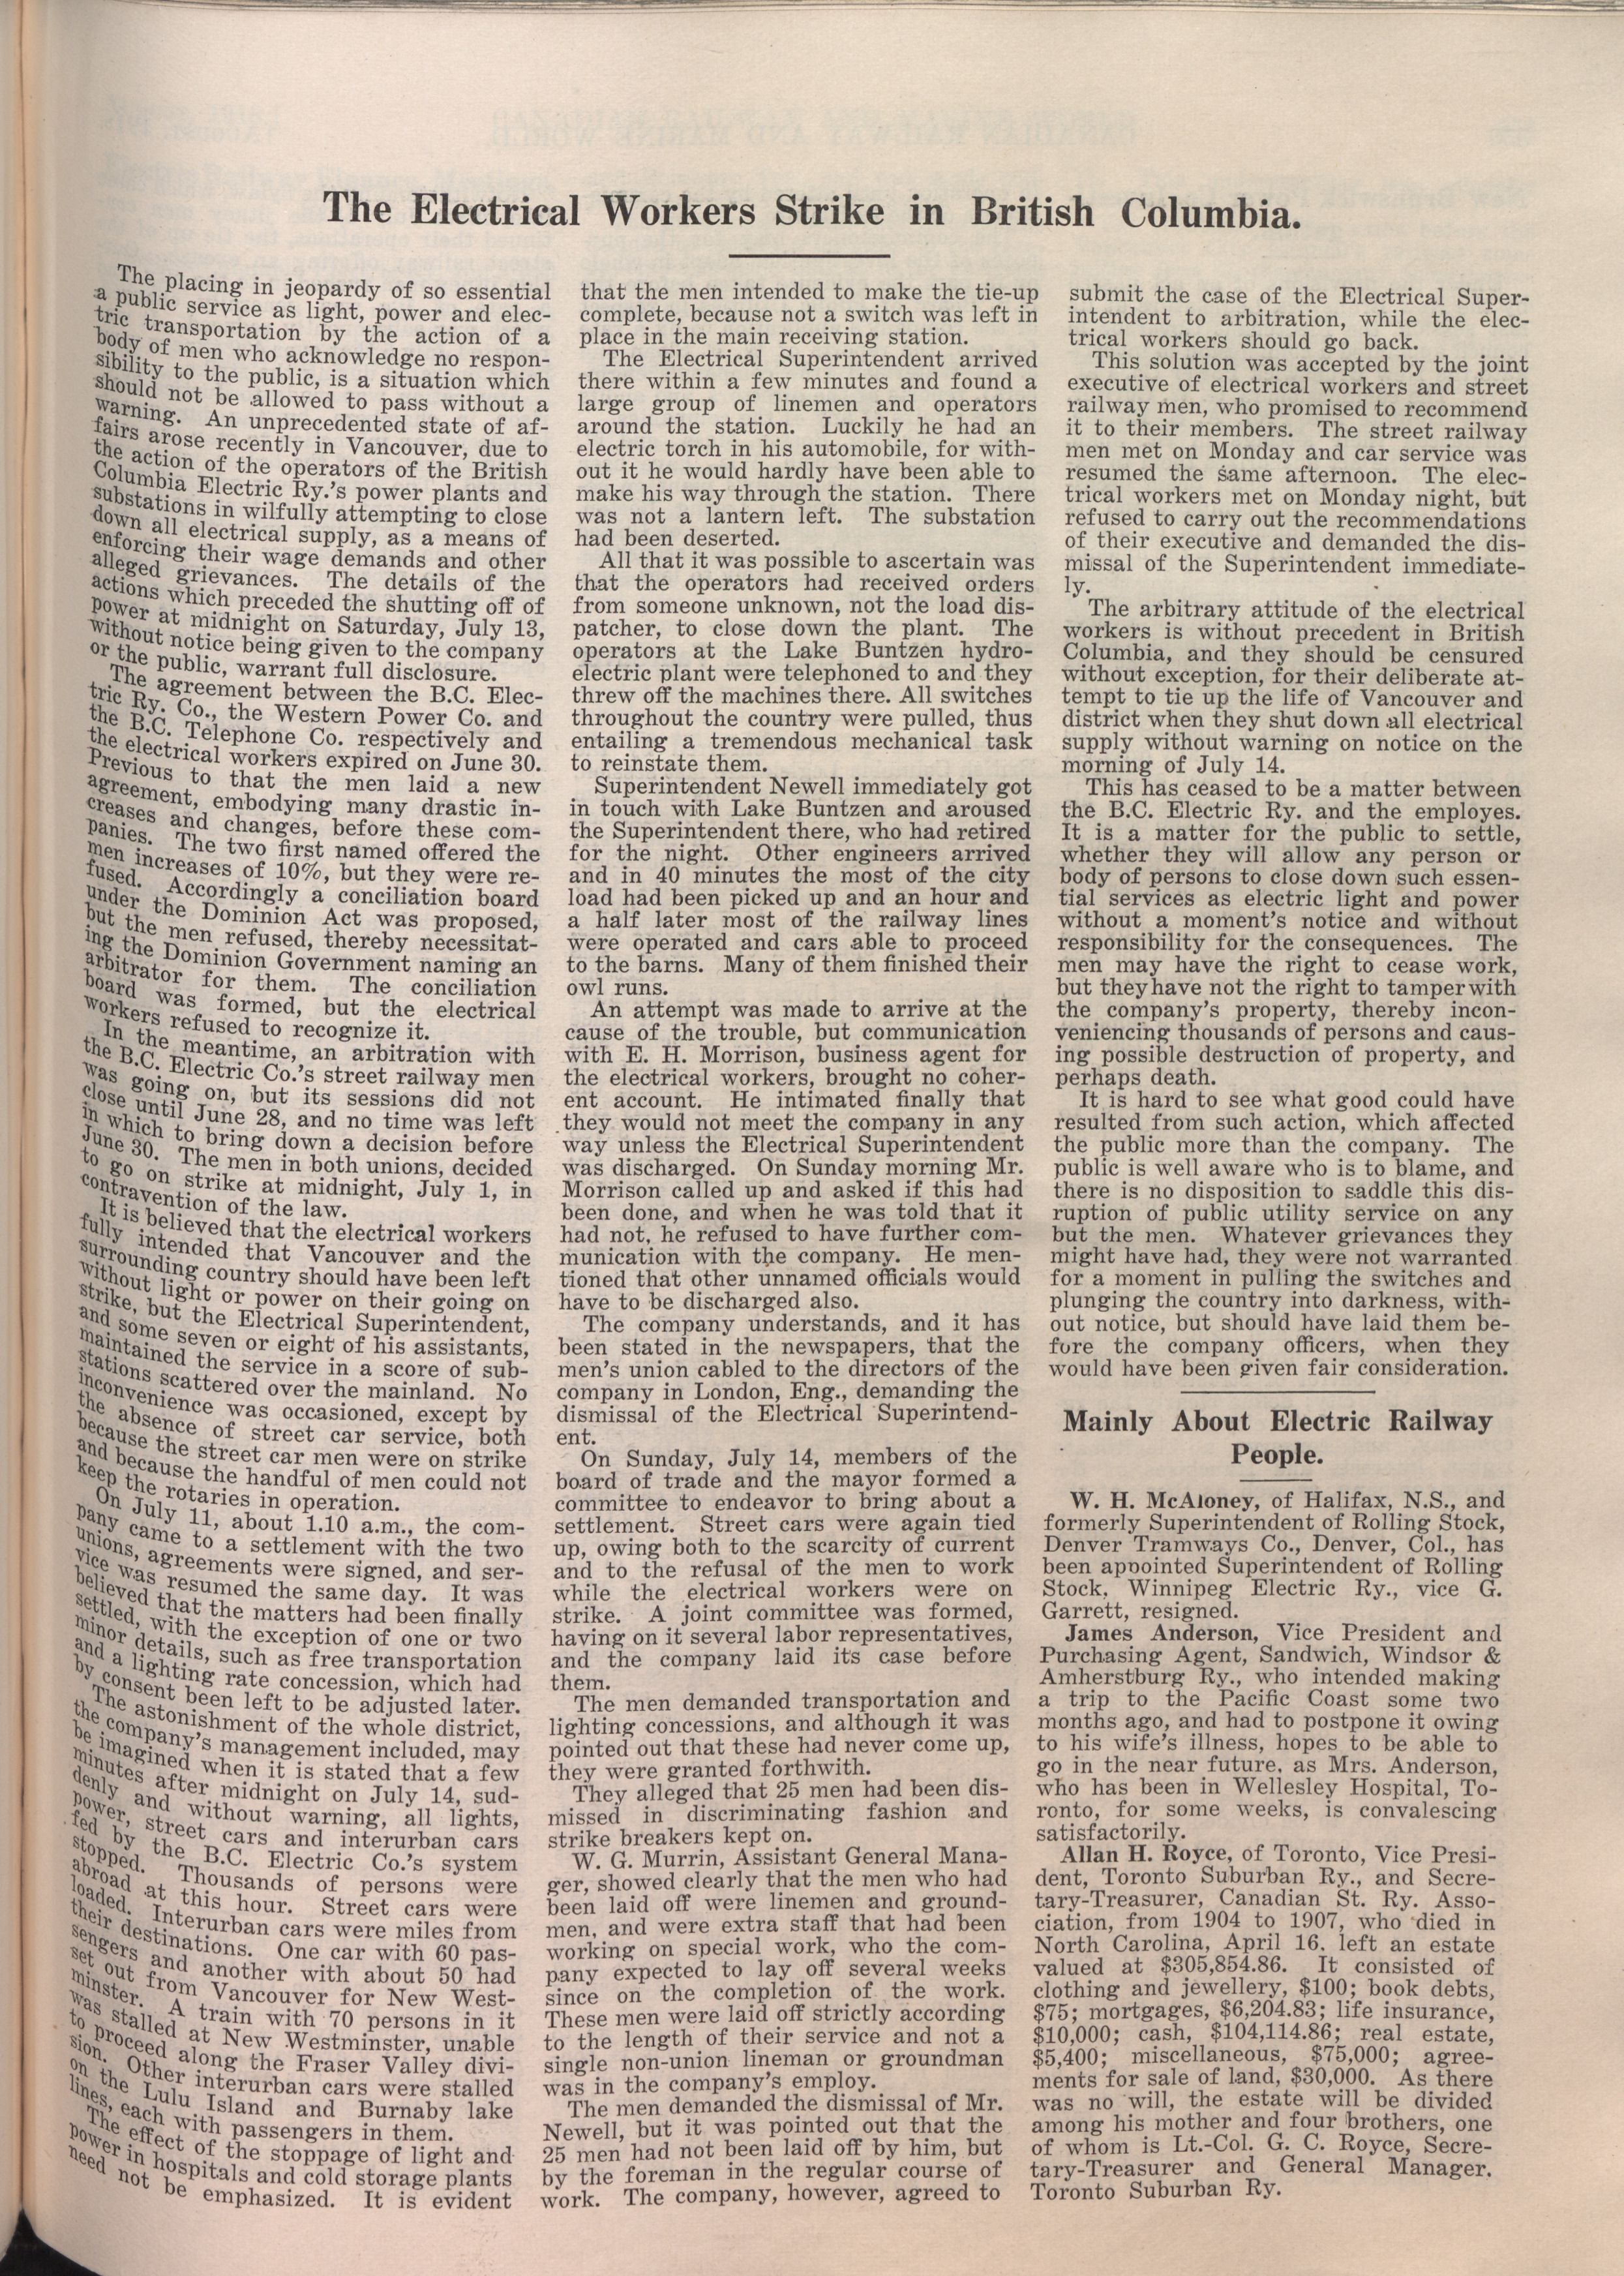 The Electrical Workers Strike in British Columbia.
The placing in jeopardy of so essential
a public service as light, power and elec-
tric transportation by the action of a
body of men who acknowledge no respon-
sibility to the public, is a situation which
should not be allowed to pass without a
warning. An unprecedented state of af-
fairs arose recently in Vancouver, due to
the action of the operators of the British
Columbia Electric Ry.'s power plants and
substations in wilfully attempting to close
down all electrical supply, as a means of
enforcing their wage demands and other
alleged grievances. The details of the
actions which preceded the shutting off of
power at midnight on Saturday, July 13,
without notice being given to the company
or the public, warrant full disclosure.
The agreement between the B.C. Elec-
tric Ry. Co., the Western Power Co. and
the B.C. Telephone Co. respectively and
the electrical workers expired on June 30.
Previous to that the men laid a new
agreement, embodying many drastic in-
creases and changes, before these com-
panies. The two first named offered the
men increases of 10%, but they were re-
fused. Accordingly a conciliation board
under the Dominion Act was proposed,
but the men refused, thereby necessitat-
ing the Dominion Government naming an
arbitrator for them. The conciliation
board was formed, but the electrical
workers refused to recognize it.
In the meantime, an arbitration with
the B.C. Electric Co.'s street railway men
was going on, but its sessions did not
close until June 28, and no time was left
in which to bring down a decision before
June 30. The men in both unions, decided
to go on strike at midnight, July 1, in
contravention of the law.
It is believed that the electrical workers
fully intended that Vancouver and the
surrounding country should have been left
without light or power on their going on
strike, but the Electrical Superintendent,
and some seven or eight of his assistants,
maintained the service in a score of sub-
stations scattered over the mainland. No
inconvenience was occasioned, except by
the absence of street car service, both
because the street car men were on strike
and because the handful of men could not
keep the rotaries in operation.
On July 11, about 1.10 a.m., the com-
pany came to a settlement with the two
unions, agreements were signed, and ser-
vice was resumed the same day. It was
believed that the matters had been finally
settled, with the exception of one or two
minor details, such as free transportation
and a lighting rate concession, which had
by consent been left to be adjusted later.
The astonishment of the whole district,
the company's management included, may
be imagined when it is stated that a few
minutes after midnight on July 14, sud-
denly and without warning, all lights,
power, street cars and interurban cars
fed by the B.C. Electric Co.'s system
stopped. Thousands of persons were
abroad at this hour. Street cars were
loaded. Interurban cars were miles from
their destinations. One car with 60 pas-
sengers and another with about 50 had
set out from Vancouver for New West-
minster. A train with 70 persons in it
was stalled at New Westminster, unable
to proceed along the Fraser Valley divi-
sion. Other interurban cars were stalled
on the Lulu Island and Burnaby lake
lines, each with passengers in them.
The effect of the stoppage of light and
power in hospitals and cold storage plants
need not be emphasized. It is evident
that the men intended to make the tie-up
complete, because not a switch was left in
place in the main receiving station.
The Electrical Superintendent arrived
there within a few minutes and found a
large group of linemen and operators
around the station. Luckily he had an
electric torch in his automobile, for with-
out it he would hardly have been able to
make his way through the station. There
was not a lantern left. The substation
had been deserted.
All that it was possible to ascertain was
that the operators had received orders
from someone unknown, not the load dis-
patcher, to close down the plant. The
operators at the Lake Buntzen hydro-
electric plant were telephoned to and they
threw off the machines there. All switches
throughout the country were pulled, thus
entailing a tremendous mechanical task
to reinstate them.
Superintendent Newell immediately got
in touch with Lake Buntzen and aroused
the Superintendent there, who had retired
for the night. Other engineers arrived
and in 40 minutes the most of the city
load had been picked up and an hour and
a half later most of the railway lines
were operated and cars able to proceed
to the barns. Many of them finished their
owl runs.
An attempt was made to arrive at the
cause of the trouble, but communication
with E. H. Morrison, business agent for
the electrical workers, brought no coher-
ent account. He intimated finally that
they would not meet the company in any
way unless the Electrical Superintendent
was discharged. On Sunday morning Mr.
Morrison called up and asked if this had
been done, and when he was told that it
had not, he refused to have further com-
munication with the company. He men-
tioned that other unnamed officials would
have to be discharged also.
The company understands, and it has
been stated in the newspapers, that the
men's union cabled to the directors of the
company in London, Eng., demanding the
dismissal of the Electrical Superintend-
ent.
On Sunday, July 14, members of the
board of trade and the mayor formed a
committee to endeavor to bring about a
settlement. Street cars were again tied
up, owing both to the scarcity of current
and to the refusal of the men to work
while the electrical workers were on
strike. A joint committee was formed,
having on it several labor representatives,
and the company laid its case before
them.
The men demanded transportation and
lighting concessions, and although it was
pointed out that these had never come up,
they were granted forthwith.
They alleged that 25 men had been dis-
missed in discriminating fashion and
strike breakers kept on.
W. G. Murrin, Assistant General Mana-
ger, showed clearly that the men who had
been laid off were linemen and ground-
men, and were extra staff that had been
working on special work, who the com-
pany expected to lay off several weeks
since on the completion of the work.
These men were laid off strictly according
to the length of their service and not a
single non-union lineman or groundman
was in the company's employ.
The men demanded the dismissal of Mr.
Newell, but it was pointed out that the
25 men had not been laid off by him, but
by the foreman in the regular course of
work. The company, however, agreed to
submit the case of the Electrical Super-
intendent to arbitration, while the elec-
trical workers should go back.
This solution was accepted by the joint
executive of electrical workers and street
railway men, who promised to recommend
it to their members. The street railway
men met on Monday and car service was
resumed the same afternoon. The elec-
trical workers met on Monday night, but
refused to carry out the recommendations
of their executive and demanded the dis-
missal of the Superintendent immediate-
ly.
The arbitrary attitude of the electrical
workers is without precedent in British
Columbia, and they should be censured
without exception, for their deliberate at-
tempt to tie up the life of Vancouver and
district when they shut down all electrical
supply without warning on notice on the
morning of July 14.
This has ceased to be a matter between
the B.C. Electric Ry. and the employes.
It is a matter for the public to settle,
whether they will allow any person or
body of persons to close down such essen-
tial services as electric light and power
without a moment's notice and without
responsibility for the consequences. The
men may have the right to cease work,
but they have not the right to tamper with
the company's property, thereby incon-
veniencing thousands of persons and caus-
ing possible destruction of property, and
perhaps death.
It is hard to see what good could have
resulted from such action, which affected
the public more than the company. The
public is well aware who is to blame, and
there is no disposition to saddle this dis-
ruption of public utility service on any
but the men. Whatever grievances they
might have had, they were not warranted
for a moment in pulling the switches and
plunging the country into darkness, with-
out notice, but should have laid them be-
fore the company officers, when they
would have been given fair consideration.
Mainly About Electric Railway
People.
W. H. McAloney, of Halifax, N.S., and
formerly Superintendent of Rolling Stock,
Denver Tramways Co., Denver, Col., has
been appointed Superintendent of Rolling
Stock, Winnipeg Electric Ry., vice G.
Garrett, resigned.
James Anderson, Vice President and
Purchasing Agent, Sandwich, Windsor &
Amherstburg Ry., who intended making
a trip to the Pacific Coast some two
months ago, and had to postpone it owing
to his wife's illness, hopes to be able to
go in the near future, as Mrs. Anderson,
who has been in Wellesley Hospital, To-
ronto, for some weeks, is convalescing
satisfactorily.
Allan H. Royce, of Toronto, Vice Presi-
dent, Toronto Suburban Ry., and Secre-
tary-Treasurer, Canadian St. Ry. Asso-
ciation, from 1904 to 1907, who died in
North Carolina, April 16, left an estate
valued at $305,854.86. It consisted of
clothing and jewellery, $100; book debts,
$75; mortgages, $6,204.83; life insurance,
$10,000; cash, $104,114.86; real estate,
$5,400; miscellaneous, $75,000; agree-
ments for sale of land, $30,000. As there
was no will, the estate will be divided
among his mother and four brothers, one
of whom is Lt.-Col. G. C. Royce, Secre-
tary-Treasurer and General Manager,
Toronto Suburban Ry.